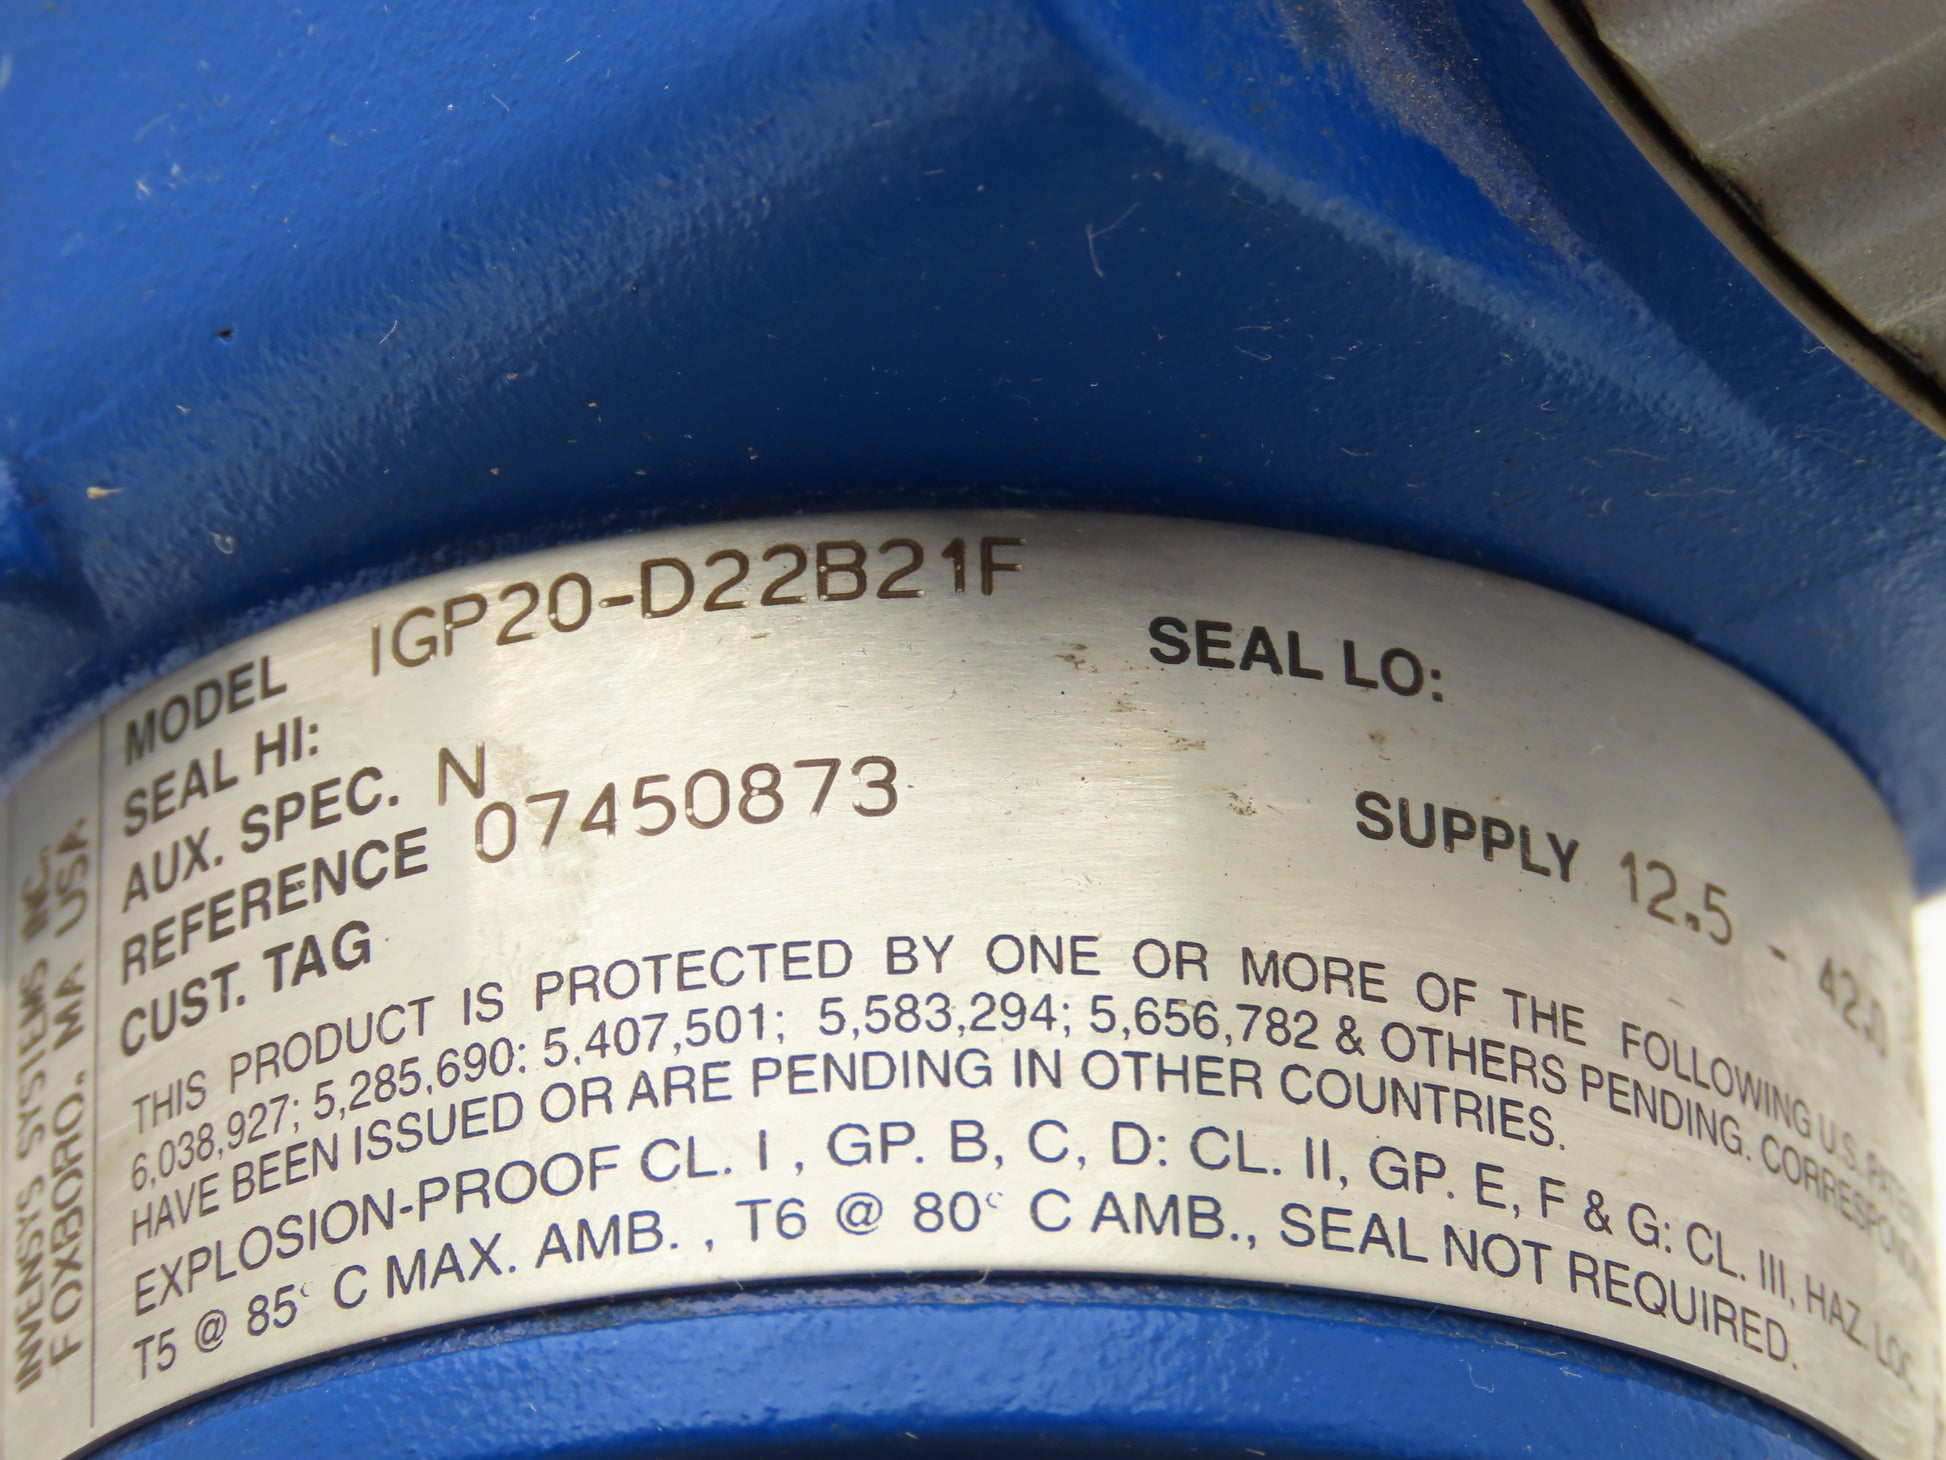 INVENSYS SYSTEMS INC.
FOXBORO., MA USA
MODEL IGP20-D22B21F
SEAL HI: SEAL LO:
AUX. SPEC. N
REFERENCE 07450873 SUPPLY 12.5 - 42.0
CUST. TAG
THIS PRODUCT IS PROTECTED BY ONE OR MORE OF THE FOLLOWING U.S.
6,038,927; 5,285,690: 5,407,501; 5,583,294; 5,656,782 & OTHERS PENDING.
HAVE BEEN ISSUED OR ARE PENDING IN OTHER COUNTRIES.
EXPLOSION-PROOF CL. I , GP. B, C, D: CL. II, GP. E, F & G: CL. III, HAZ. LOC
T5 @ 85° C MAX. AMB. , T6 @ 80° C AMB., SEAL NOT REQUIRED.